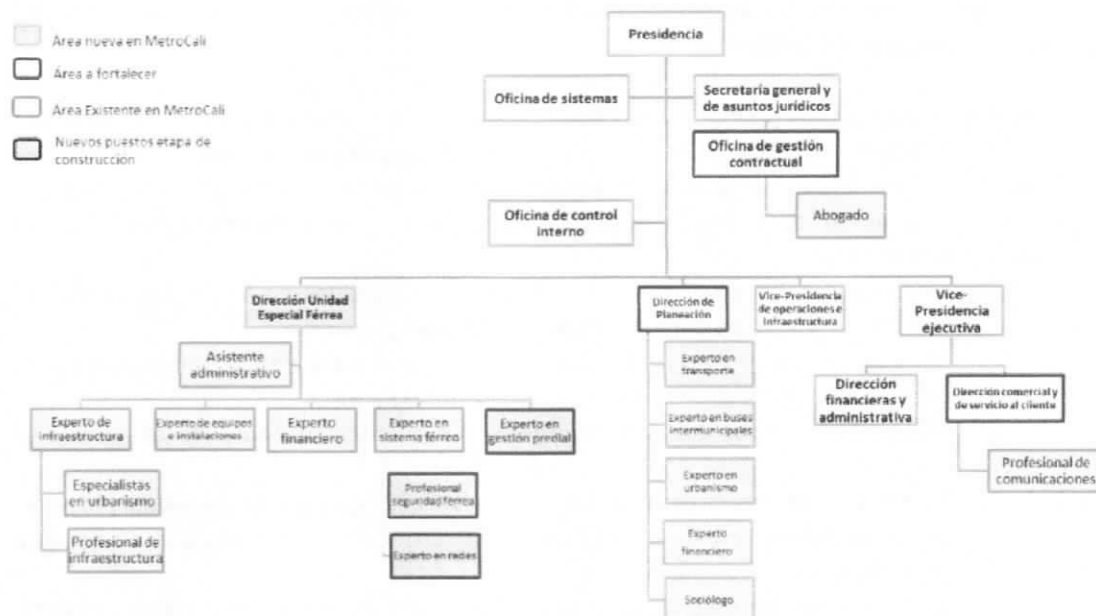 Area nueva en MetroCali
Área a fortalecer
Area Existente en MetroCali
Nuevos puestos etapa de
construcción
Presidencia
Oficina de sistemas
Secretaría general y
de asuntos jurídicos
Oficina de gestión
contractual
Abogado
Oficina de control
interno
Dirección Unidad
Especial Férrea
Dirección de
Planeación
Vice-Presidencia
de operaciones e
infraestructura
Vice-
Presidencia
ejecutiva
Asistente
administrativo
Experto de
infraestructura
Experto de equipos
e instalaciones
Experto
financiero
Experto en
sistema férreo
Experto en
gestión predial
Especialistas
en urbanismo
Profesional de
infraestructura
Profesional
seguridad férrea
Experto en redes
Experto en
transporte
Experto en buses
intermunicipales
Experto en
urbanismo
Experto
financiero
Sociólogo
Dirección
financieras y
administrativa
Dirección comercial y
de servicio al cliente
Profesional de
comunicaciones